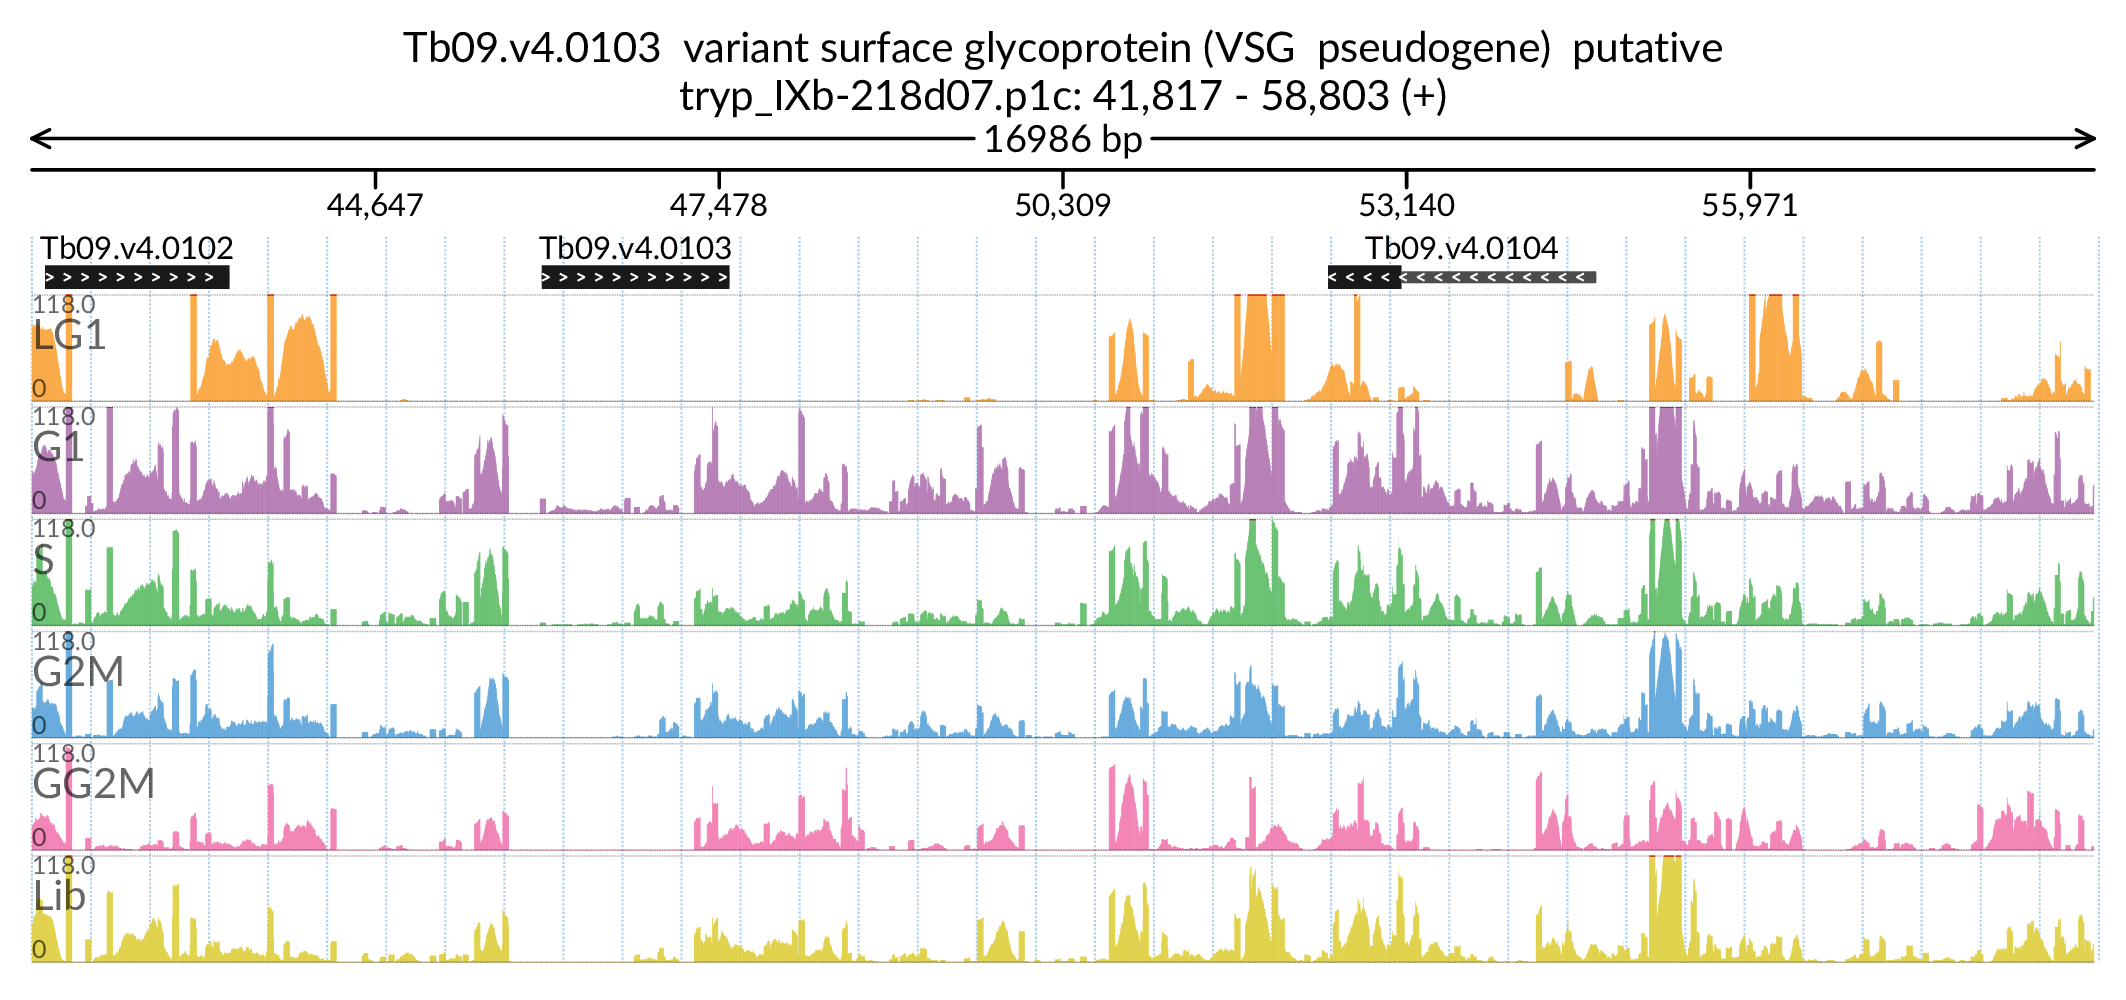 Tb09.v4.0103  variant surface glycoprotein (VSG  pseudogene)  putative
tryp_IXb-218d07.p1c: 41,817 - 58,803 (+)
16986 bp
44,647 47,478 50,309 53,140 55,971
Tb09.v4.0102 Tb09.v4.0103 Tb09.v4.0104
118.0
LG1
0
118.0
G1
0
118.0
S
0
118.0
G2M
0
118.0
GG2M
0
118.0
Lib
0